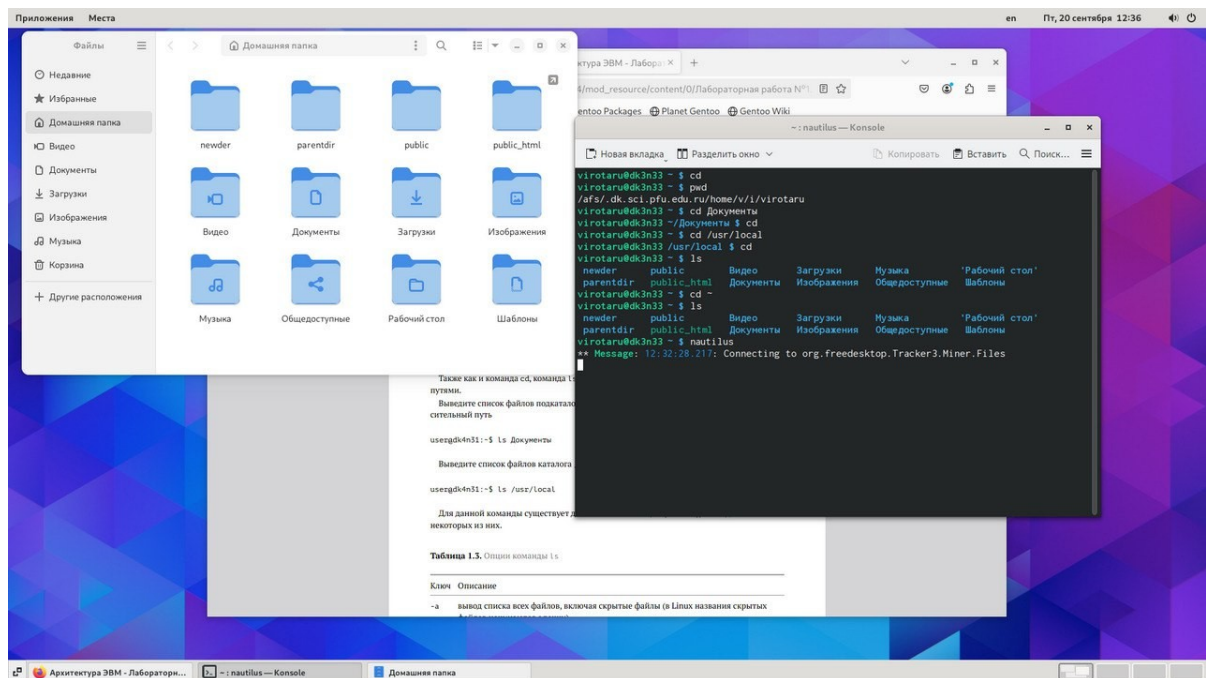 Приложения Места
en Пт, 20 сентября 12:36
Файлы
Домашняя папка
Недавние
Избранные
Домашняя папка
Видео
Документы
Загрузки
Изображения
Музыка
Корзина
Другие расположения
newder parentdir public public_html
Видео Документы Загрузки Изображения
Музыка Общедоступные Рабочий стол Шаблоны
ктура ЭВМ - Лабора
4/mod_resource/content/0/Лабораторная работа №1
entoo Packages Planet Gentoo Gentoo Wiki
~ : nautilus — Konsole
Новая вкладка Разделить окно Копировать Вставить Поиск...
virotaru@dk3n33 ~ $ cd
virotaru@dk3n33 ~ $ pwd
/afs/.dk.sci.pfu.edu.ru/home/v/i/virotaru
virotaru@dk3n33 ~ $ cd Документы
virotaru@dk3n33 ~/Документы $ cd
virotaru@dk3n33 ~ $ cd /usr/local
virotaru@dk3n33 /usr/local $ cd
virotaru@dk3n33 ~ $ ls
newder public Видео Загрузки Музыка 'Рабочий стол'
parentdir public_html Документы Изображения Общедоступные Шаблоны
virotaru@dk3n33 ~ $ cd ~
virotaru@dk3n33 ~ $ ls
newder public Видео Загрузки Музыка 'Рабочий стол'
parentdir public_html Документы Изображения Общедоступные Шаблоны
virotaru@dk3n33 ~ $ nautilus
** Message: 12:32:28.217: Connecting to org.freedesktop.Tracker3.Miner.Files
Также как и команда cd, команда ls
путями.
Выведите список файлов подкатало
сительный путь
user@dk4n31:~$ ls Документы
Выведите список файлов каталога
user@dk4n31:~$ ls /usr/local
Для данной команды существует д
некоторых из них.
Таблица 1.3. Опции команды ls
Ключ Описание
-a вывод списка всех файлов, включая скрытые файлы (в Linux названия скрытых
Архитектура ЭВМ - Лабораторн... ~ : nautilus — Konsole Домашняя папка